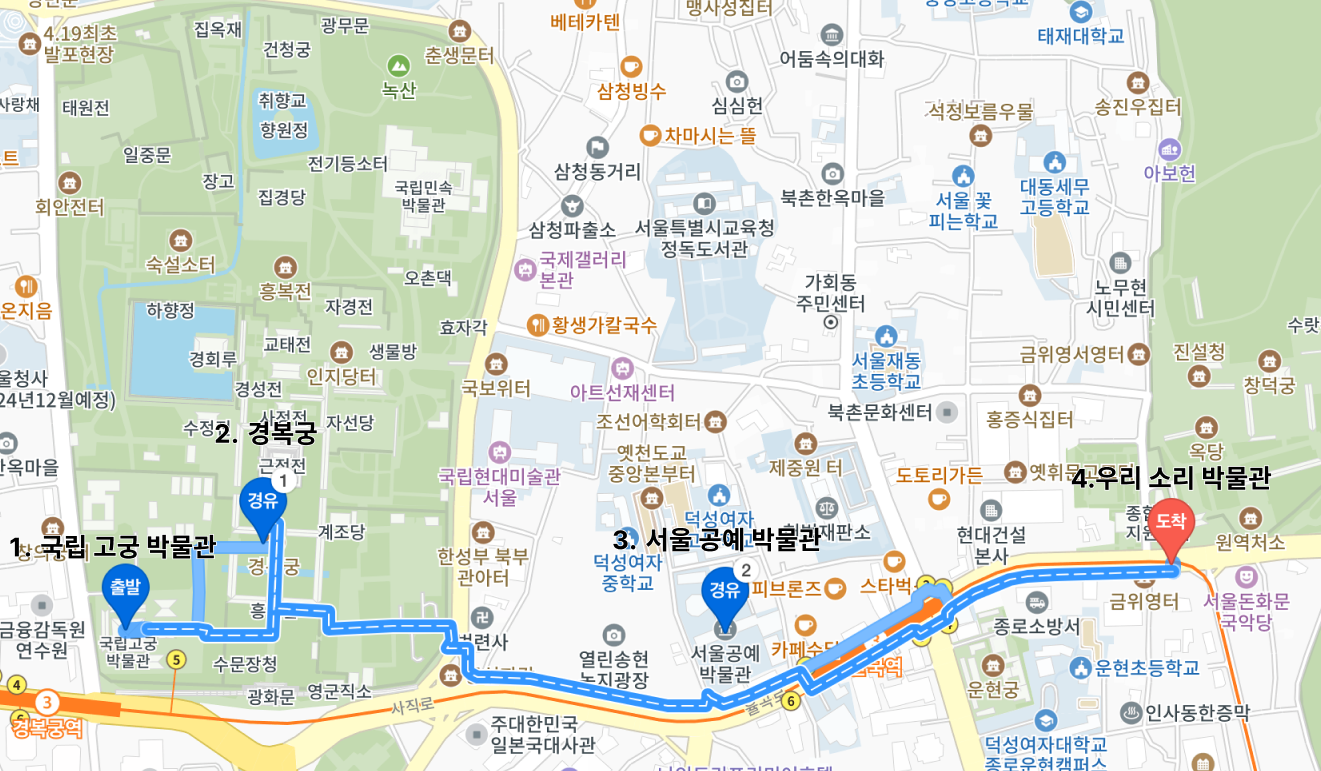 집옥재
광무문
베테카텐
맹사성집터
태재대학교
4.19최초
발포현장
건청궁
춘생문터
어둠속의대화
녹산
삼청빙수
심심헌
사랑채
태원전
취향교
향원정
석정보름우물
송진우집터
차마시는 뜰
일중문
전기등소터
삼청동거리
아보헌
장고
집경당
국립민속
박물관
북촌한옥마을
서울 꽃
피는학교
대동세무
고등학교
회안전터
삼청파출소
서울특별시교육청
정독도서관
숙설소터
국제갤러리
본관
오촌댁
흥복전
가회동
주민센터
노무현
시민센터
온지음
하향정
자경전
효자각
황생가칼국수
수랏
교태전
생물방
경회루
인지당터
금위영서영터
진설청
서울재동
초등학교
창덕궁
울청사
24년12월예정)
경성전
국보위터
아트선재센터
사정전
자선당
조선어학회터
북촌문화센터
홍증식집터
2. 경복궁
옛천도교
중앙본부터
제중원 터
옥당
근정전
국립현대미술관
서울
도토리가든
4.우리 소리 박물관
1
경유
덕성여자
계조당
현대건설
본사
도착
1. 국립 고궁 박물관
3. 서울 공예 박물관
원역처소
한성부 북부
관아터
덕성여자
중학교
출발
2
경유
피브론즈
스타벅
금위영터
서울돈화문
국악당
금융감독원
연수원
국립고궁
박물관
종로소방서
카페수
수문장청
5
열린송현
녹지광장
서울공예
박물관
운현초등학교
4
광화문
영군직소
운현궁
3
경복궁역
6
사직로
율곡로
6
인사동한증막
주대한민국
일본국대사관
덕성여자대학교
종로운현캠퍼스